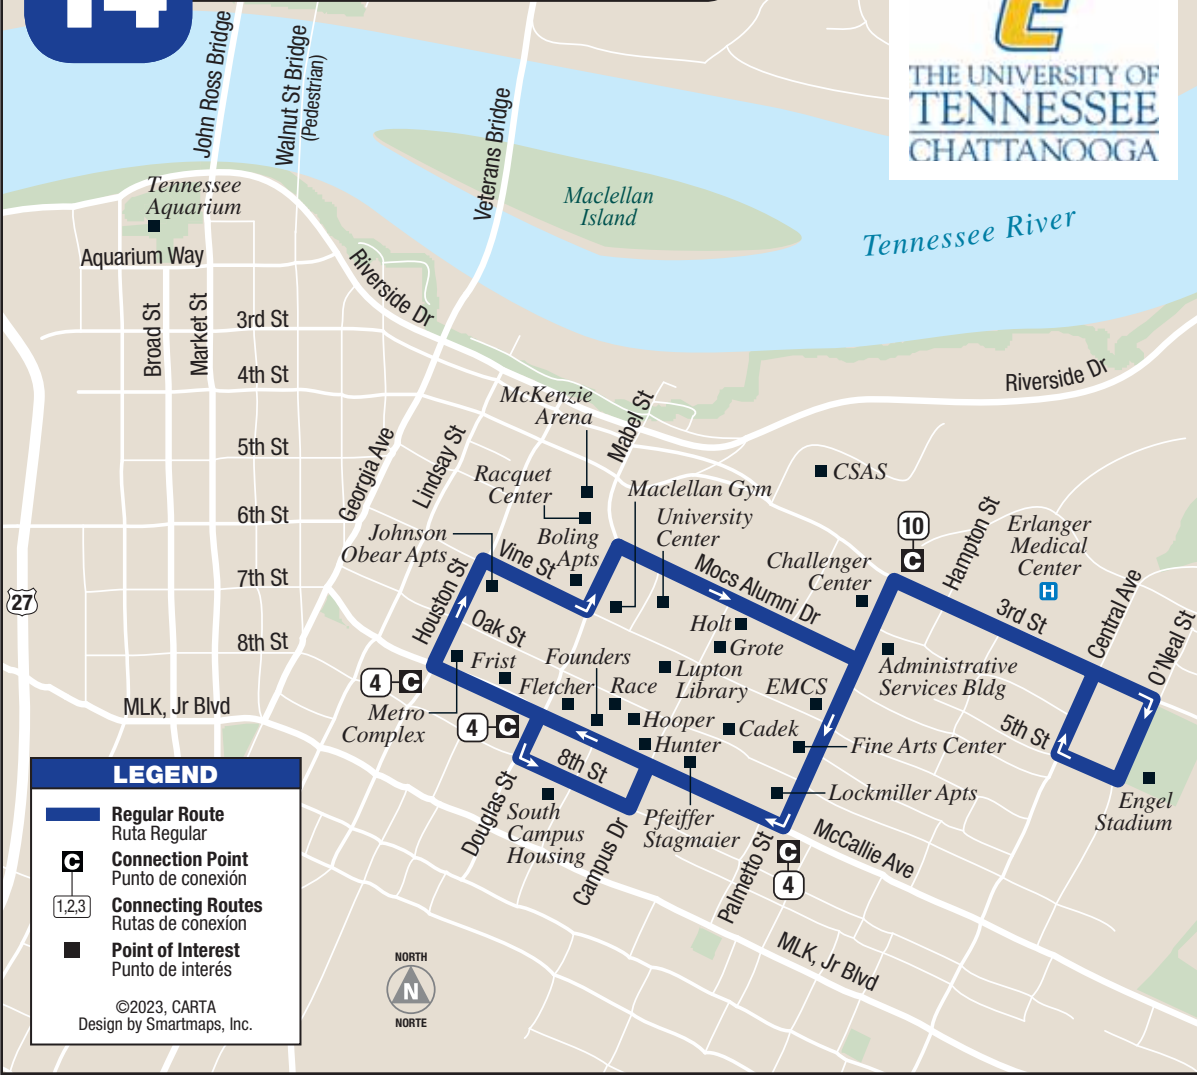 14
THE UNIVERSITY OF
TENNESSEE
CHATTANOOGA
John Ross Bridge
Walnut St Bridge
(Pedestrian)
Veterans Bridge
Tennessee
Aquarium
Maclellan
Island
Tennessee River
Aquarium Way
Riverside Dr
Broad St
Market St
3rd St
4th St
Riverside Dr
McKenzie
Arena
Mabel St
5th St
Georgia Ave
Lindsay St
Racquet
Center
Maclellan Gym
CSAS
University
Center
6th St
Johnson
Obear Apts
Boling
Apts
10
C
Hampton St
Erlanger
Medical
Center
H
Vine St
Mocs Alumni Dr
Challenger
Center
7th St
27
Houston St
Oak St
3rd St
Central Ave
O'Neal St
Holt
Grote
8th St
Frist
Founders
Lupton
Library
Administrative
Services Bldg
4
C
Fletcher
Race
EMCS
MLK, Jr Blvd
Metro
Complex
4
C
Hooper
Cadek
5th St
Hunter
Fine Arts Center
8th St
Lockmiller Apts
Engel
Stadium
Douglas St
South
Campus
Housing
Campus Dr
Pfeiffer
Stagmaier
Palmetto St
McCallie Ave
C
4
MLK, Jr Blvd
LEGEND
Regular Route
Ruta Regular
C
Connection Point
Punto de conexión
1,2,3
Connecting Routes
Rutas de conexíon
Point of Interest
Punto de interés
©2023, CARTA
Design by Smartmaps, Inc.
NORTH
N
NORTE